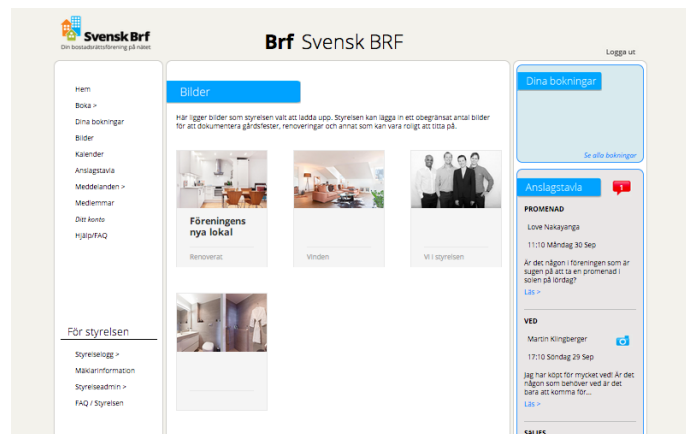 Svensk Brf
Din bostadsrättsförening på nätet
Brf Svensk BRF
Logga ut
Hem
Boka >
Dina bokningar
Bilder
Kalender
Anslagstavla
Meddelanden >
Medlemmar
Ditt konto
Hjälp/FAQ
För styrelsen
Styrelselogg >
Mäklarinformation
Styrelseadmin >
FAQ / Styrelsen
Bilder
Här ligger bilder som styrelsen valt att ladda upp. Styrelsen kan lägga in ett obegränsat antal bilder
för att dokumentera gårdsfester, renoveringar och annat som kan vara roligt att titta på.
Föreningens
nya lokal
Renoverat
Vinden
Vi i styrelsen
Dina bokningar
Se alla bokningar
Anslagstavla
1
PROMENAD
Love Nakayanga
11:10 Måndag 30 Sep
Är det någon i föreningen som är
sugen på att ta en promenad i
solen på lördag?
Läs >
VED
Martin Klingberger
17:10 Söndag 29 Sep
Jag har köpt för mycket ved! Är det
någon som behöver ved är det
bara att komma för...
Läs >
SÄLJES